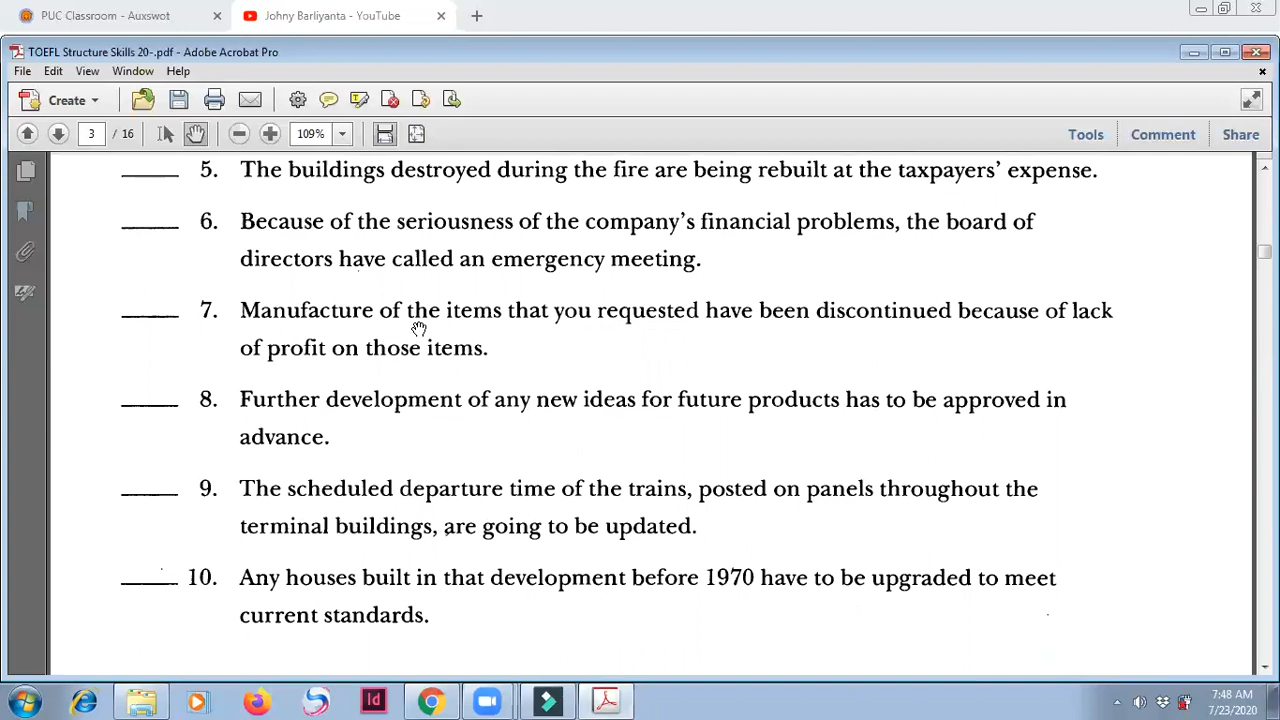 PUC Classroom - Auxswot
Johny Barliyanta - YouTube
TOEFL Structure Skills 20-.pdf - Adobe Acrobat Pro
File Edit View Window Help
Create
3 / 16
109%
Tools Comment Share
5. The buildings destroyed during the fire are being rebuilt at the taxpayers' expense.
6. Because of the seriousness of the company's financial problems, the board of
directors have called an emergency meeting.
7. Manufacture of the items that you requested have been discontinued because of lack
of profit on those items.
8. Further development of any new ideas for future products has to be approved in
advance.
9. The scheduled departure time of the trains, posted on panels throughout the
terminal buildings, are going to be updated.
10. Any houses built in that development before 1970 have to be upgraded to meet
current standards.
Id
7:48 AM
7/23/2020